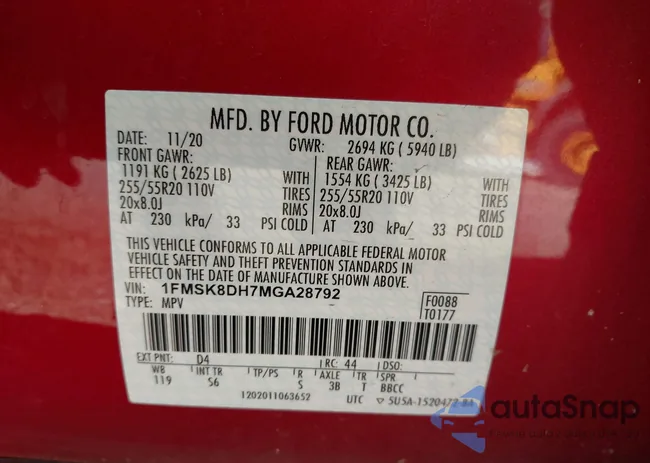 MFD. BY FORD MOTOR CO.
DATE: 11/20 GVWR: 2694 KG ( 5940 LB)
FRONT GAWR: REAR GAWR:
1191 KG ( 2625 LB) WITH 1554 KG ( 3425 LB) WITH
255/55R20 110V TIRES 255/55R20 110V TIRES
20x8.0J RIMS 20x8.0J RIMS
AT 230 kPa/ 33 PSI COLD AT 230 kPa/ 33 PSI COLD
THIS VEHICLE CONFORMS TO ALL APPLICABLE FEDERAL MOTOR
VEHICLE SAFETY AND THEFT PREVENTION STANDARDS IN
EFFECT ON THE DATE OF MANUFACTURE SHOWN ABOVE.
VIN: 1FMSK8DH7MGA28792 F0088
TYPE: MPV T0177
EXT PNT: D4 RC: 44 DSO:
WB INT TR TP/PS R AXLE TR SPR
119 S6 S 3B T BBCC
1202011063652 UTC ▽ 5U5A-1520472-BA
autaSnap